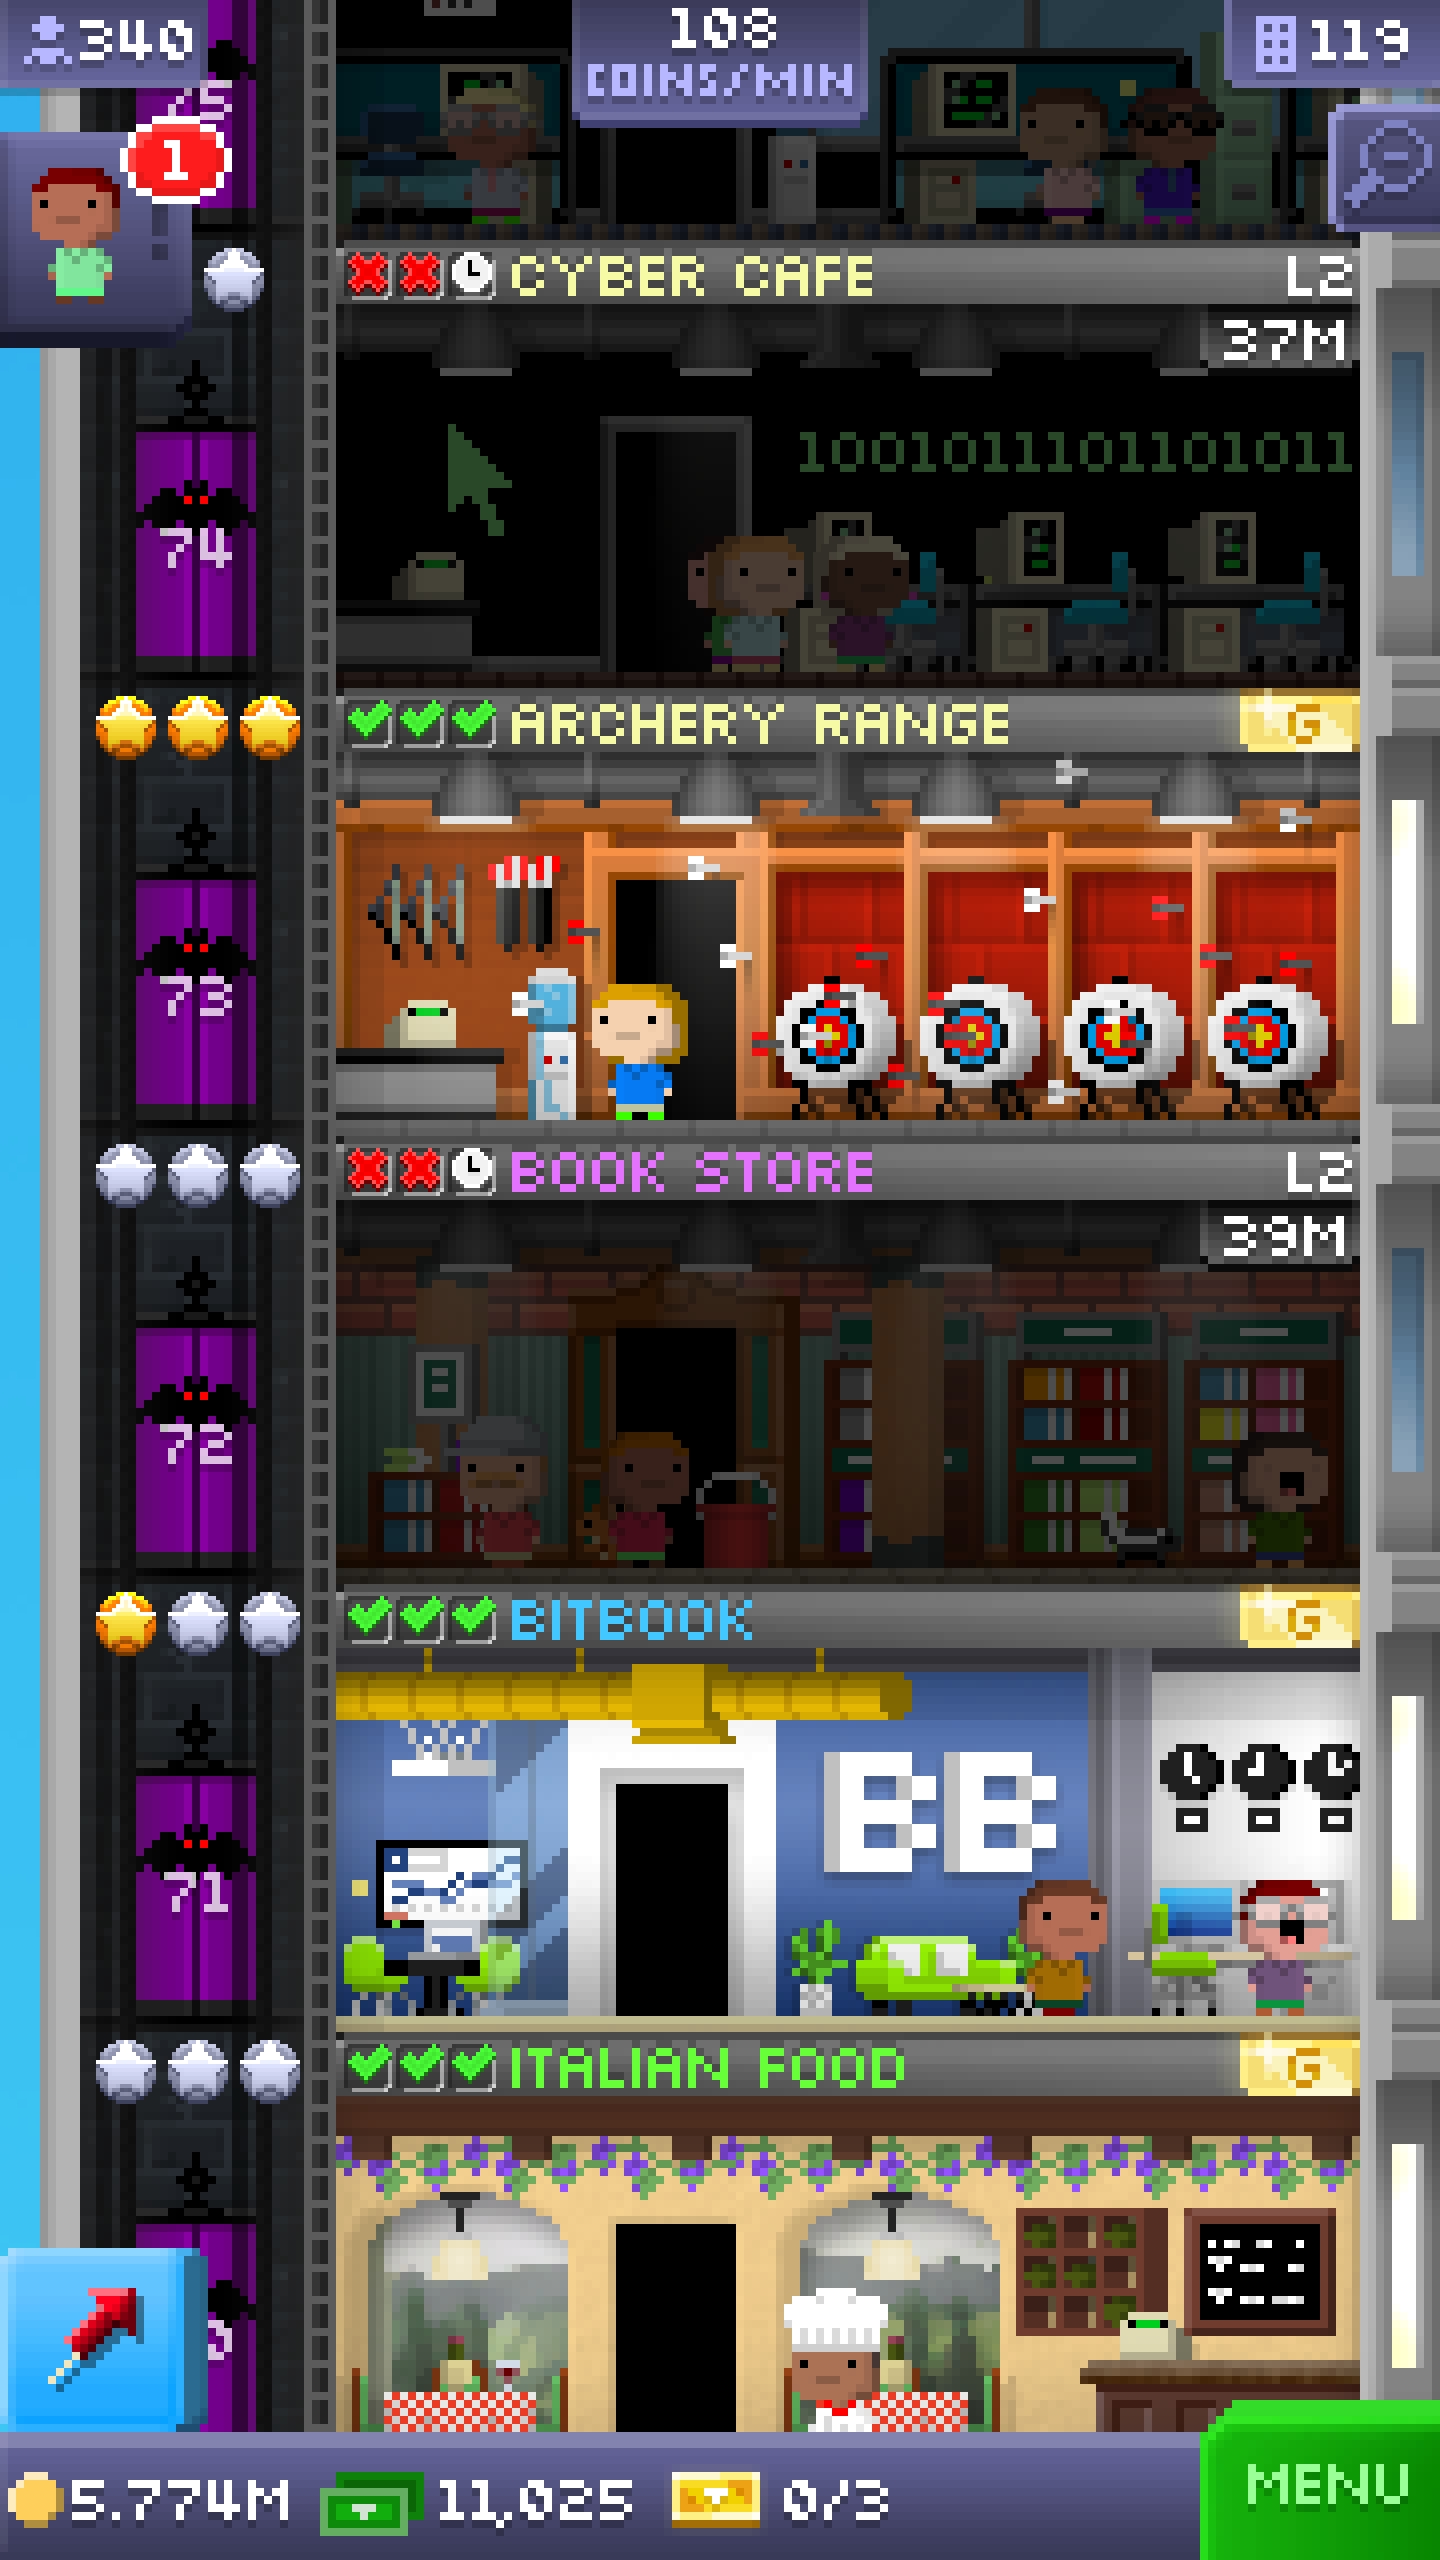 340
108
COINS/MIN
119
75
1
CYBER CAFE
L2
37M
1001011101101011
74
ARCHERY RANGE
G
73
BOOK STORE
L2
39M
72
BITBOOK
G
BB
71
ITALIAN FOOD
G
5.774M
11,025
0/3
MENU